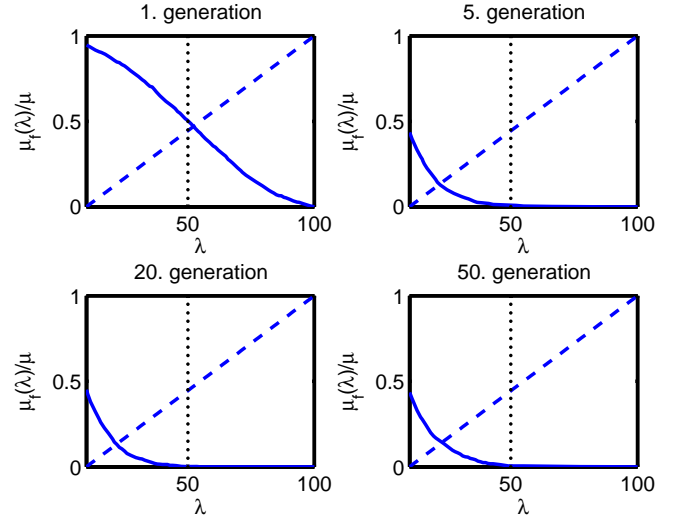 1. generation
1
0.5
0
μf(λ)/μ
50
100
λ
5. generation
1
0.5
0
μf(λ)/μ
50
100
λ
20. generation
1
0.5
0
μf(λ)/μ
50
100
λ
50. generation
1
0.5
0
μf(λ)/μ
50
100
λ